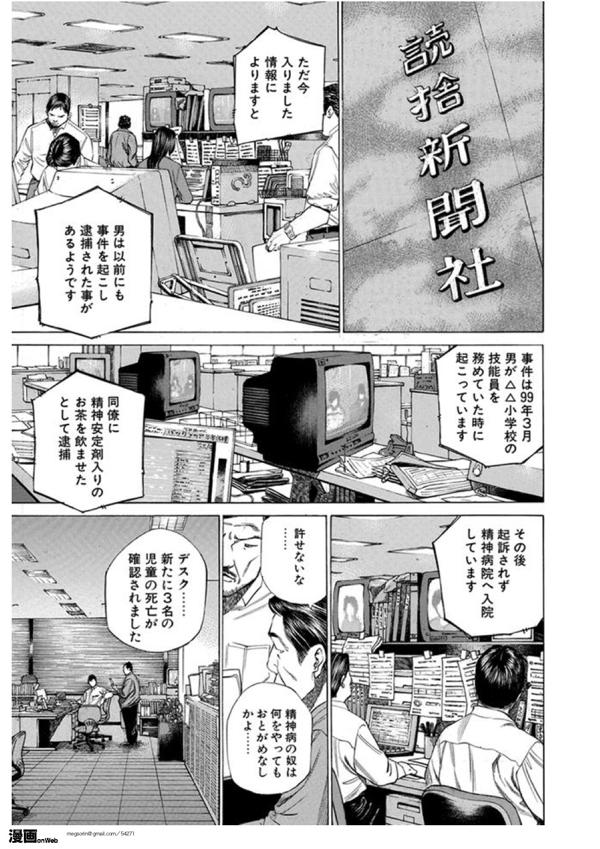 読捨新聞社
ただ今
入りました
情報に
よりますと
男は以前にも
事件を起こし
逮捕された事が
あるようです
事件は99年3月
男が△△小学校の
技能員を
務めていた時に
起こっています
同僚に
精神安定剤入りの
お茶を飲ませた
として逮捕
その後
起訴されず
精神病院へ入院
しています
許せないな
……
精神病の奴は
何をやっても
おとがめなし
かよ……
デスク……
新たに3名の
児童の死亡が
確認されました
漫画 on Web
megaorin@gmail.com/54271